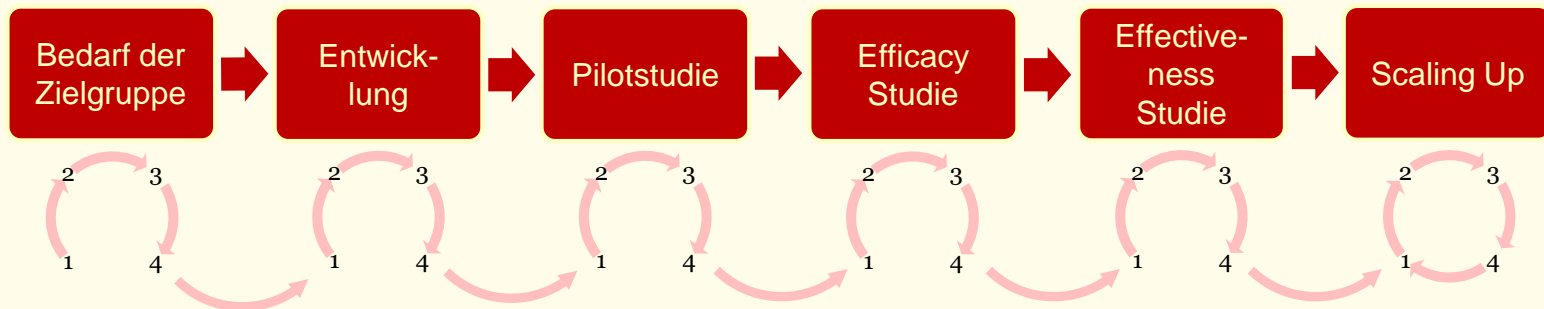 Bedarf der
Zielgruppe
Entwick-
lung
Pilotstudie
Efficacy
Studie
Effective-
ness
Studie
Scaling Up
2 3
1 4
2 3
1 4
2 3
1 4
2 3
1 4
2 3
1 4
2 3
1 4